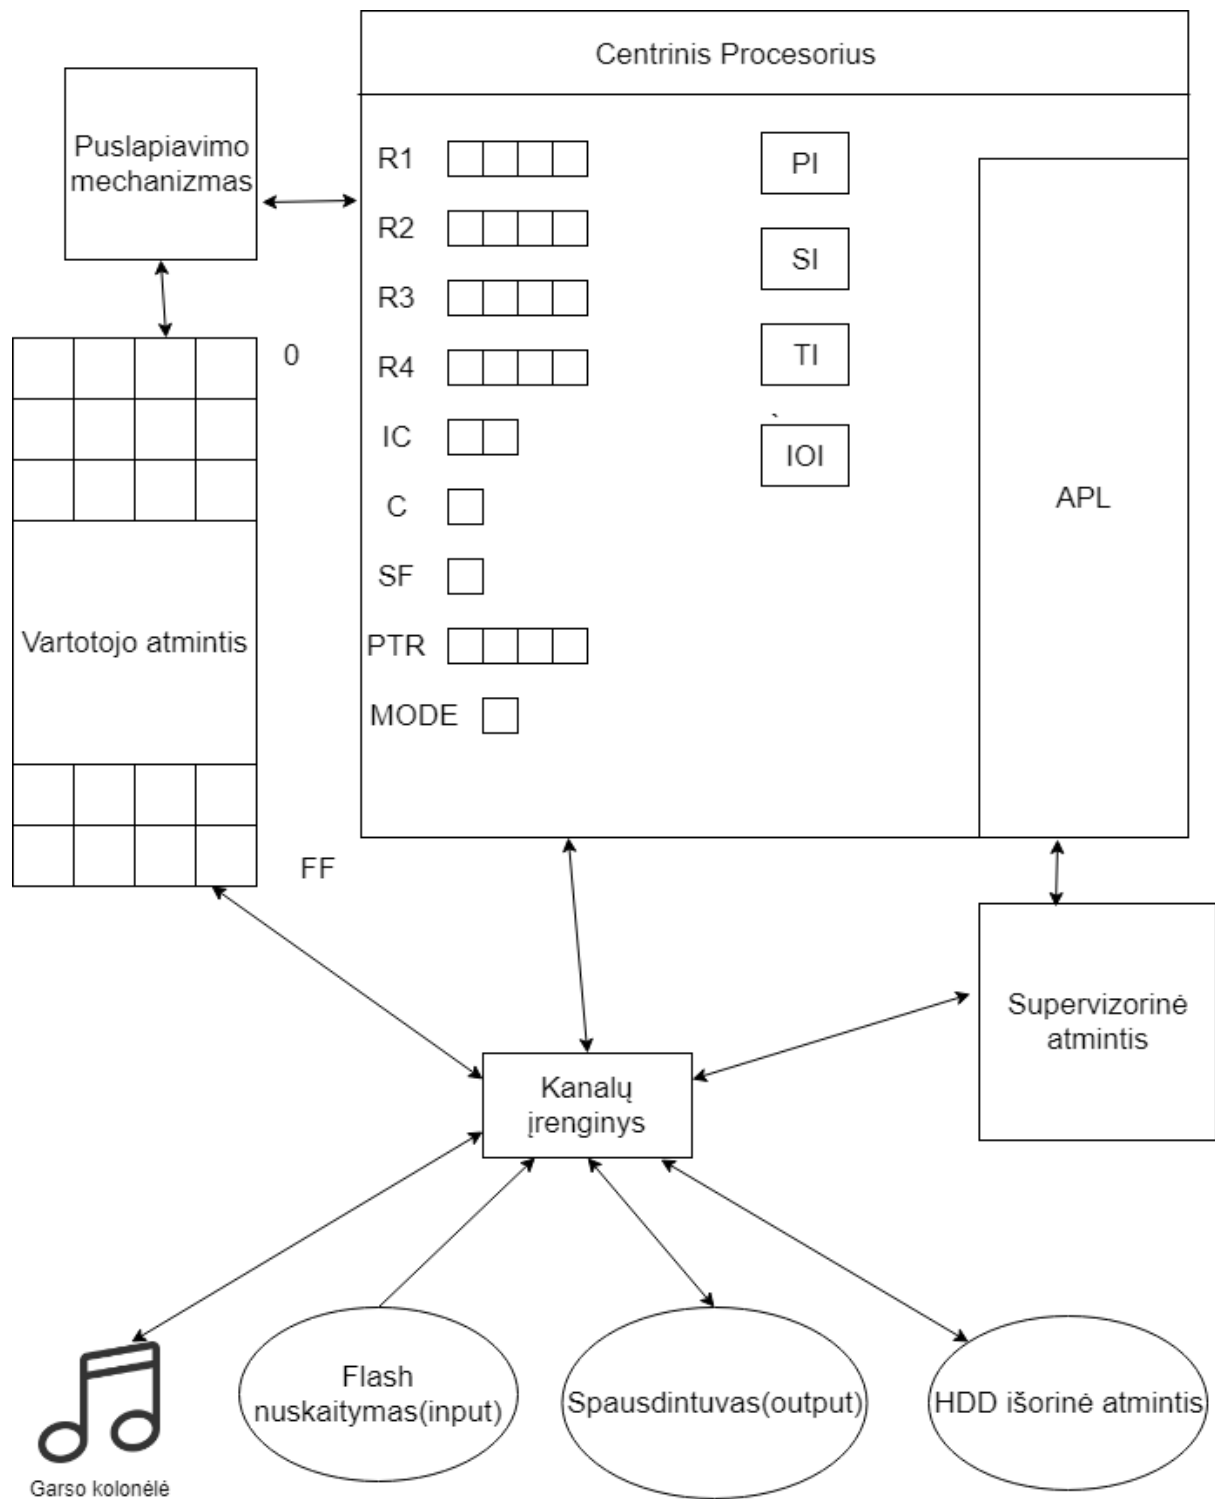 Centrinis Procesorius
Puslapiavimo
mechanizmas
R1
R2
R3
R4
IC
C
SF
PTR
MODE
PI
SI
TI
IOI
APL
0
Vartotojo atmintis
FF
Supervizorinė
atmintis
Kanalų
įrenginys
Garso kolonėlė
Flash
nuskaitymas(input)
Spausdintuvas(output)
HDD išorinė atmintis